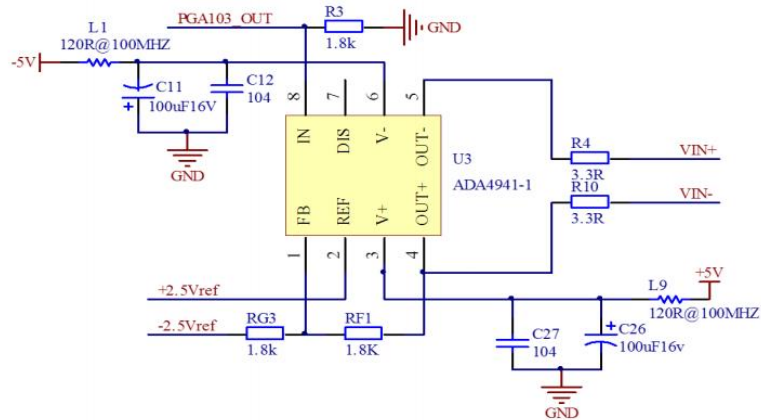 PGA103_OUT
R3
1.8k
GND
L1
120R@100MHZ
-5V
C11
100uF16V
C12
104
GND
8
7
6
5
IN
DIS
V-
OUT-
U3
ADA4941-1
FB
REF
V+
OUT+
1
2
3
4
R4
3.3R
VIN+
R10
3.3R
VIN-
+2.5Vref
-2.5Vref
RG3
1.8k
RF1
1.8K
L9
120R@100MHZ
+5V
C27
104
C26
100uF16v
GND